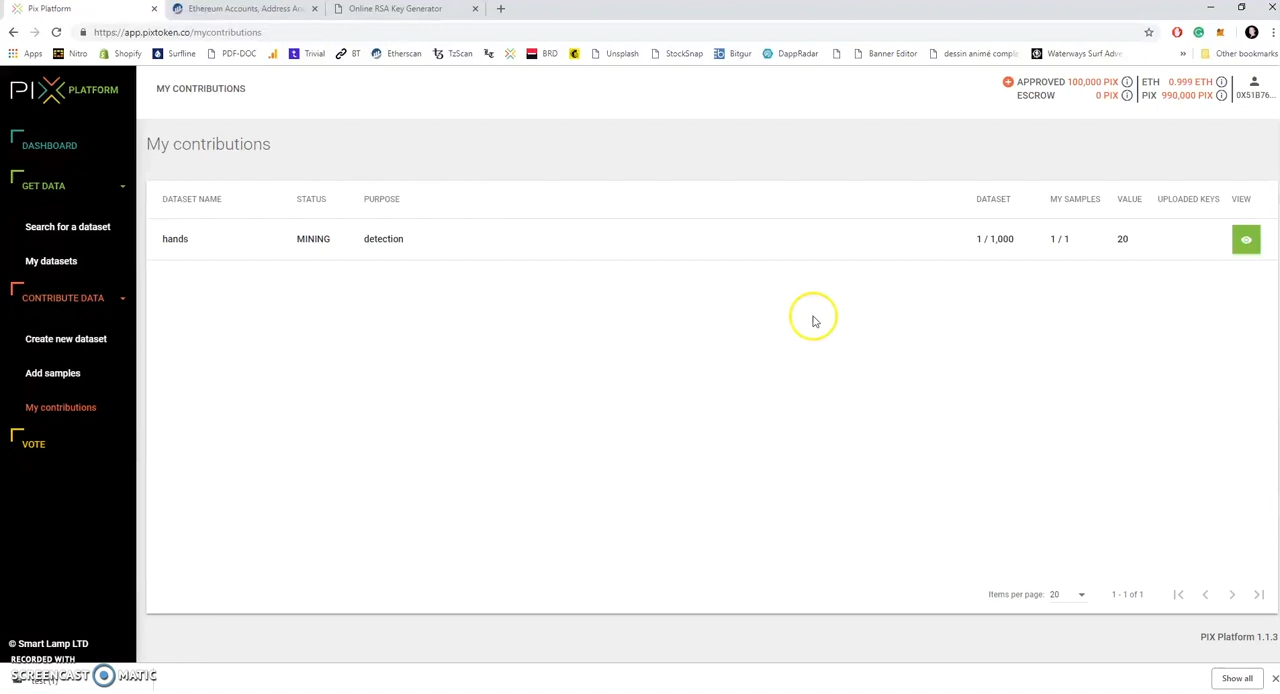 Pix Platform
Ethereum Accounts, Address An
Online RSA Key Generator
https://app.pixtoken.co/mycontributions
Apps Nitro Shopify Surfline PDF-DOC Trivial BT Etherscan TzScan BRD Unsplash StockSnap Bitgur DappRadar Banner Editor dessin animé comple Waterways Surf Adve » Other bookmarks
PIX PLATFORM
MY CONTRIBUTIONS
APPROVED 100,000 PIX ETH 0.999 ETH
ESCROW 0 PIX PIX 990,000 PIX 0X51B76...
DASHBOARD
My contributions
GET DATA
DATASET NAME STATUS PURPOSE DATASET MY SAMPLES VALUE UPLOADED KEYS VIEW
Search for a dataset
hands MINING detection 1 / 1,000 1 / 1 20
My datasets
CONTRIBUTE DATA
Create new dataset
Add samples
My contributions
VOTE
Items per page: 20 1 - 1 of 1
© Smart Lamp LTD
PIX Platform 1.1.3
RECORDED WITH
SCREENCAST MATIC
test (1)
Show all